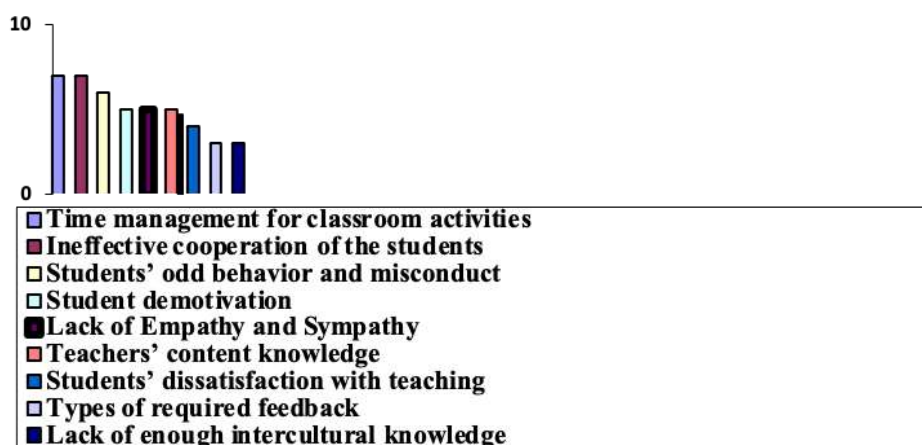 10
0
Time management for classroom activities
Ineffective cooperation of the students
Students’ odd behavior and misconduct
Student demotivation
Lack of Empathy and Sympathy
Teachers’ content knowledge
Students’ dissatisfaction with teaching
Types of required feedback
Lack of enough intercultural knowledge